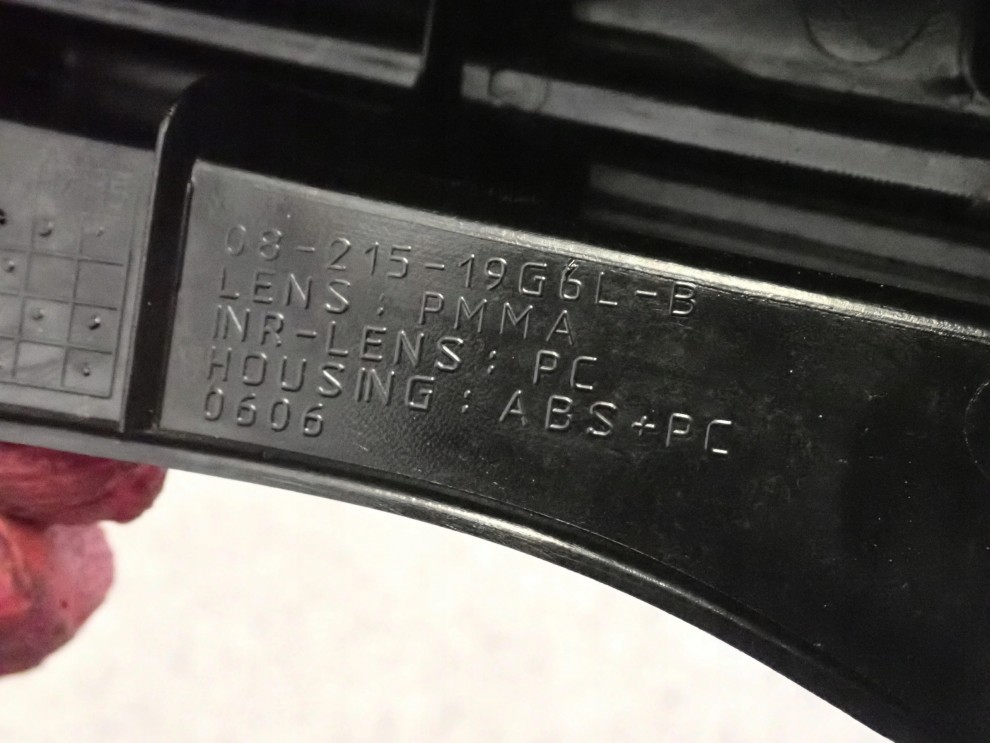 08-215-19G6L-B
LENS : PMMA
INR-LENS : PC
HOUSING : ABS+PC
0606